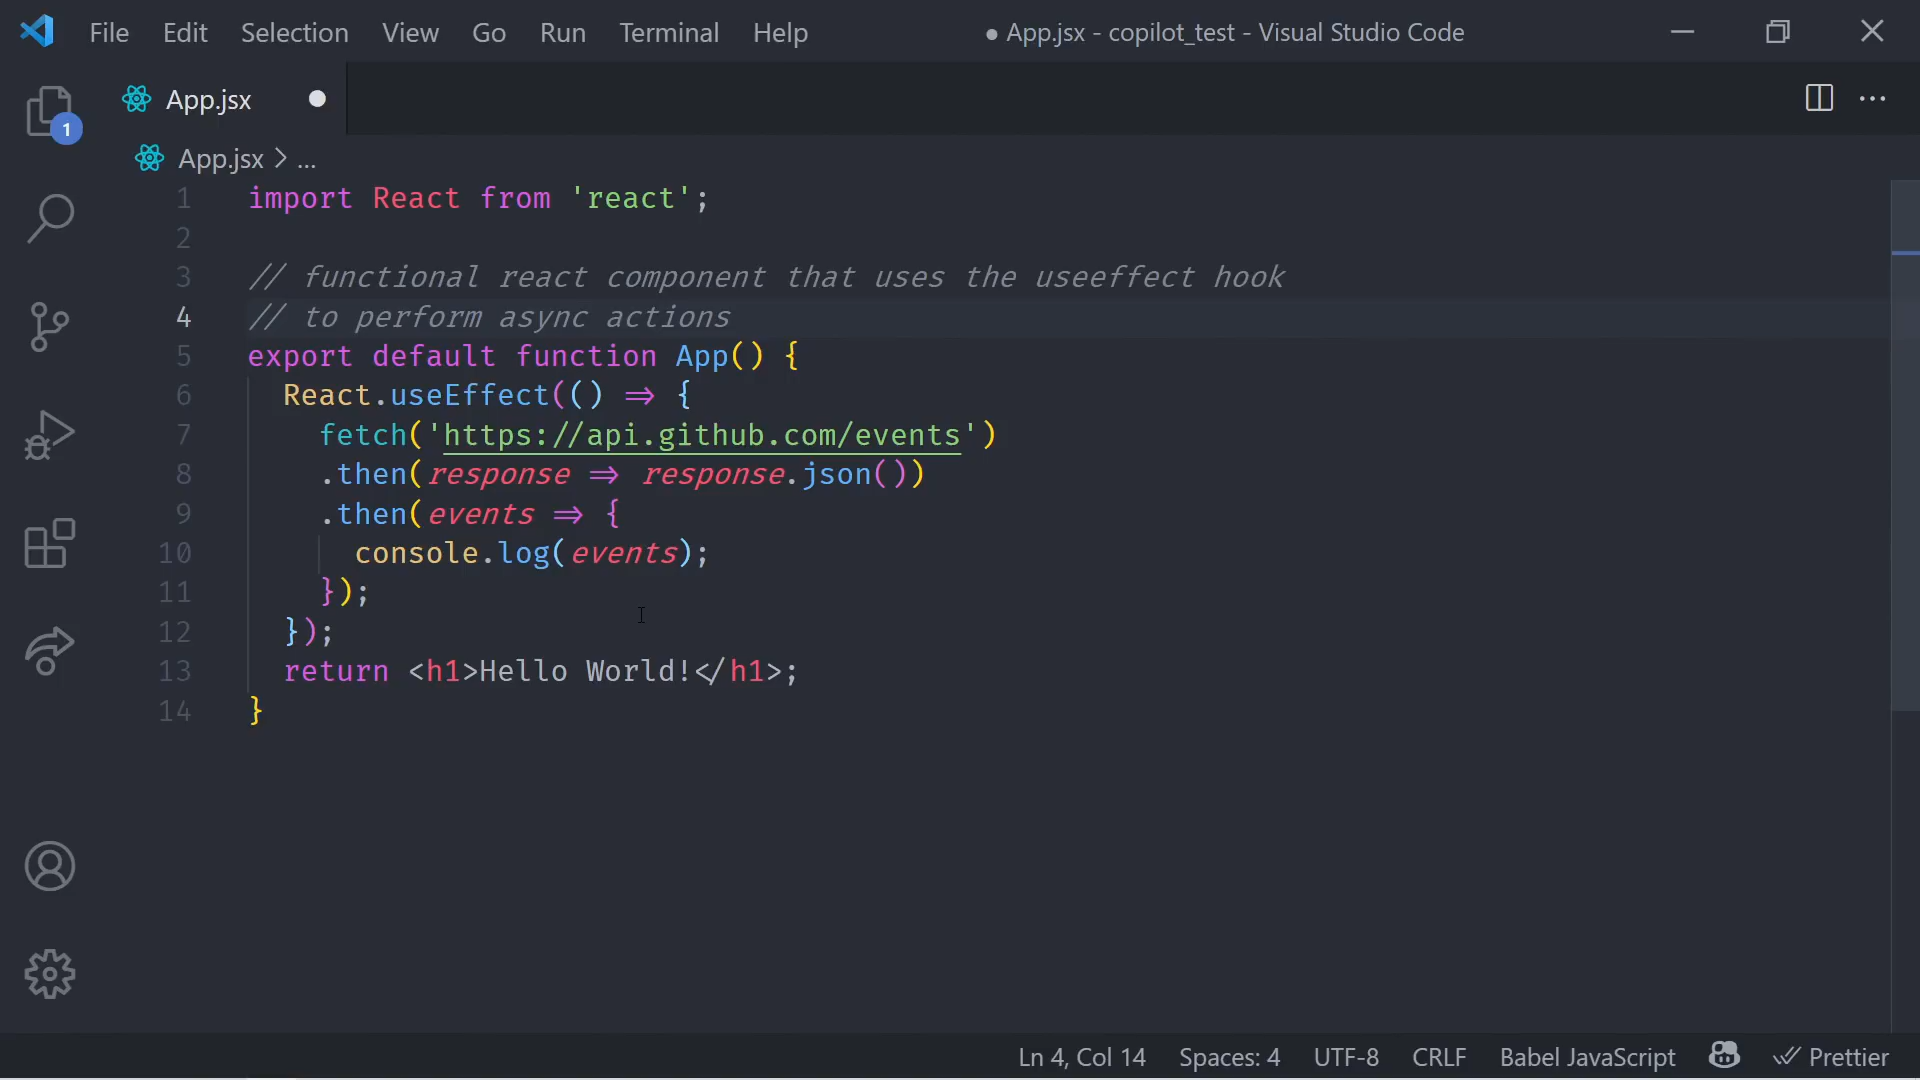 File Edit Selection View Go Run Terminal Help ● App.jsx - copilot_test - Visual Studio Code
App.jsx
1
App.jsx > ...
1 import React from 'react';
2
3 // functional react component that uses the useeffect hook
4 // to perform async actions
5 export default function App() {
6 React.useEffect(() => {
7 fetch('https://api.github.com/events')
8 .then(response => response.json())
9 .then(events => {
10 console.log(events);
11 });
12 });
13 return <h1>Hello World!</h1>;
14 }
Ln 4, Col 14 Spaces: 4 UTF-8 CRLF Babel JavaScript Prettier